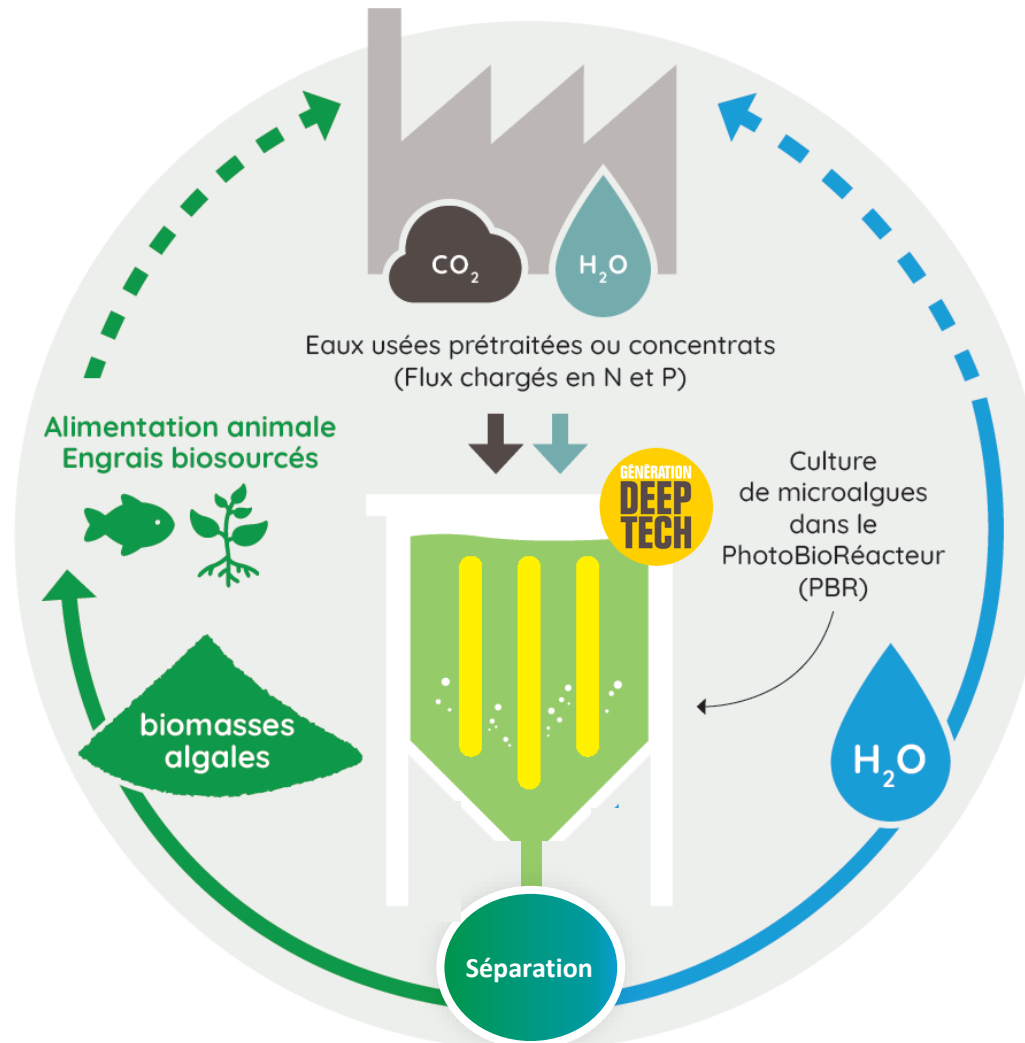 CO₂
H₂O
Eaux usées prétraitées ou concentrats
(Flux chargés en N et P)
Alimentation animale
Engrais biosourcés
GÉNÉRATION
DEEP
TECH
Culture
de microalgues
dans le
PhotoBioRéacteur
(PBR)
biomasses
algales
H₂O
Séparation